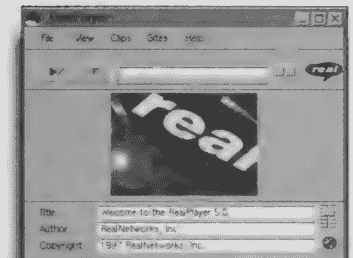 File View Clips Sites Help
real
real
Title Welcome to the RealPlayer 5.0
Author RealNetworks, Inc.
Copyright 1997 RealNetworks, Inc.